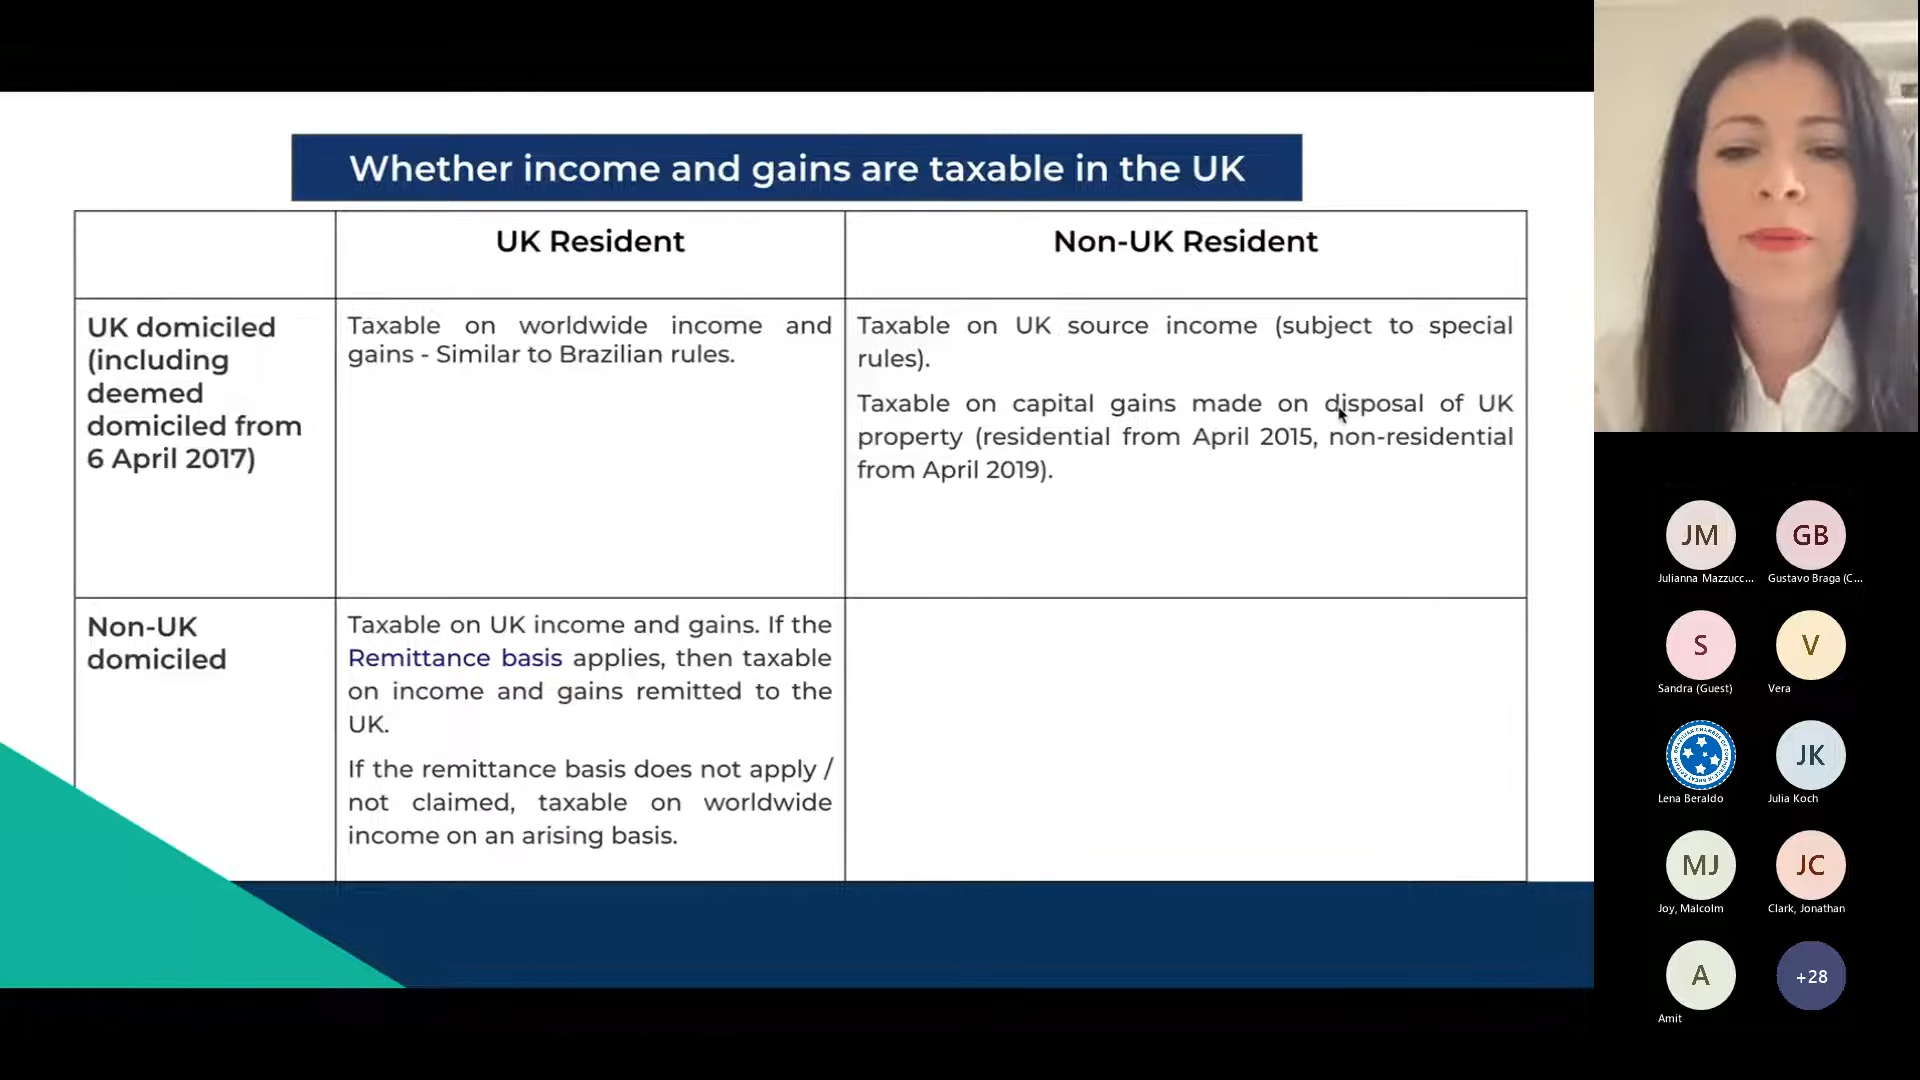 Whether income and gains are taxable in the UK
UK Resident
Non-UK Resident
UK domiciled
(including
deemed
domiciled from
6 April 2017)
Taxable on worldwide income and
gains - Similar to Brazilian rules.
Taxable on UK source income (subject to special
rules).
Taxable on capital gains made on disposal of UK
property (residential from April 2015, non-residential
from April 2019).
Non-UK
domiciled
Taxable on UK income and gains. If the
Remittance basis applies, then taxable
on income and gains remitted to the
UK.
If the remittance basis does not apply /
not claimed, taxable on worldwide
income on an arising basis.
JM
GB
Julianna Mazzucc...
Gustavo Braga (C...
S
V
Sandra (Guest)
Vera
JK
Lena Beraldo
Julia Koch
MJ
JC
Joy, Malcolm
Clark, Jonathan
A
+28
Amit